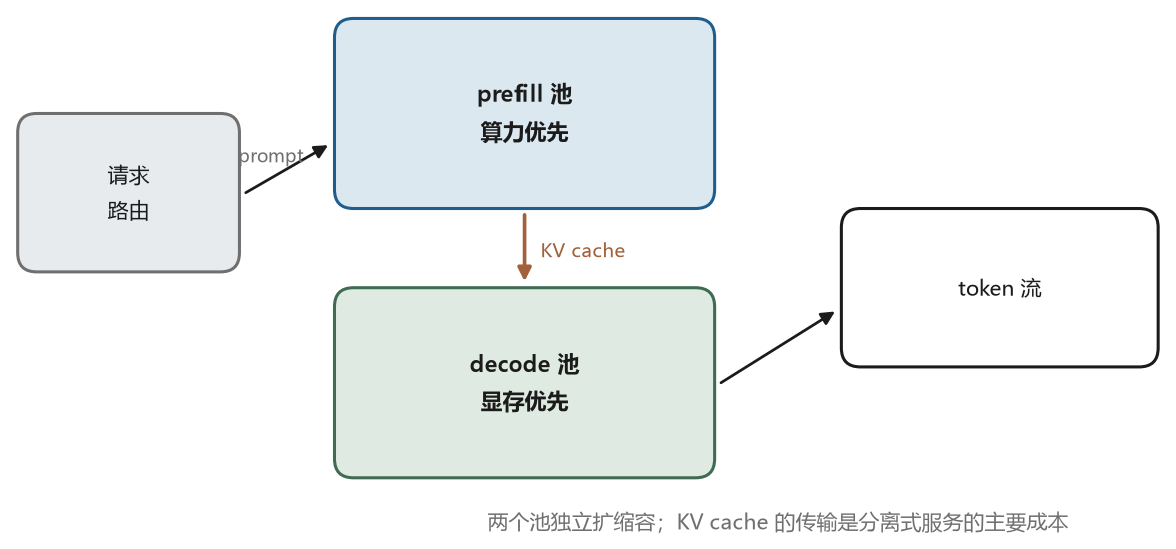 请求
路由
prompt
prefill 池
算力优先
KV cache
decode 池
显存优先
token 流
两个池独立扩缩容；KV cache 的传输是分离式服务的主要成本